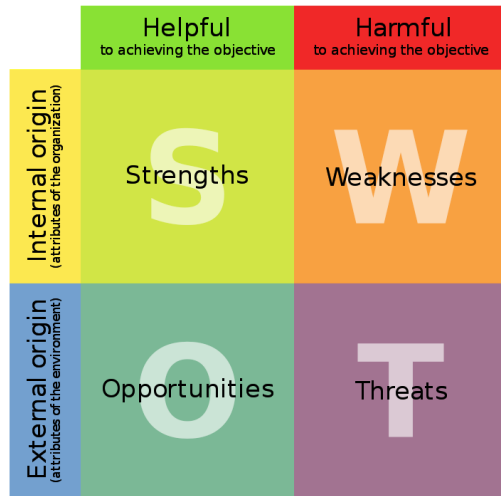 Helpful
to achieving the objective
Harmful
to achieving the objective
Internal origin
(attributes of the organization)
S
Strengths
W
Weaknesses
External origin
(attributes of the environment)
O
Opportunities
T
Threats